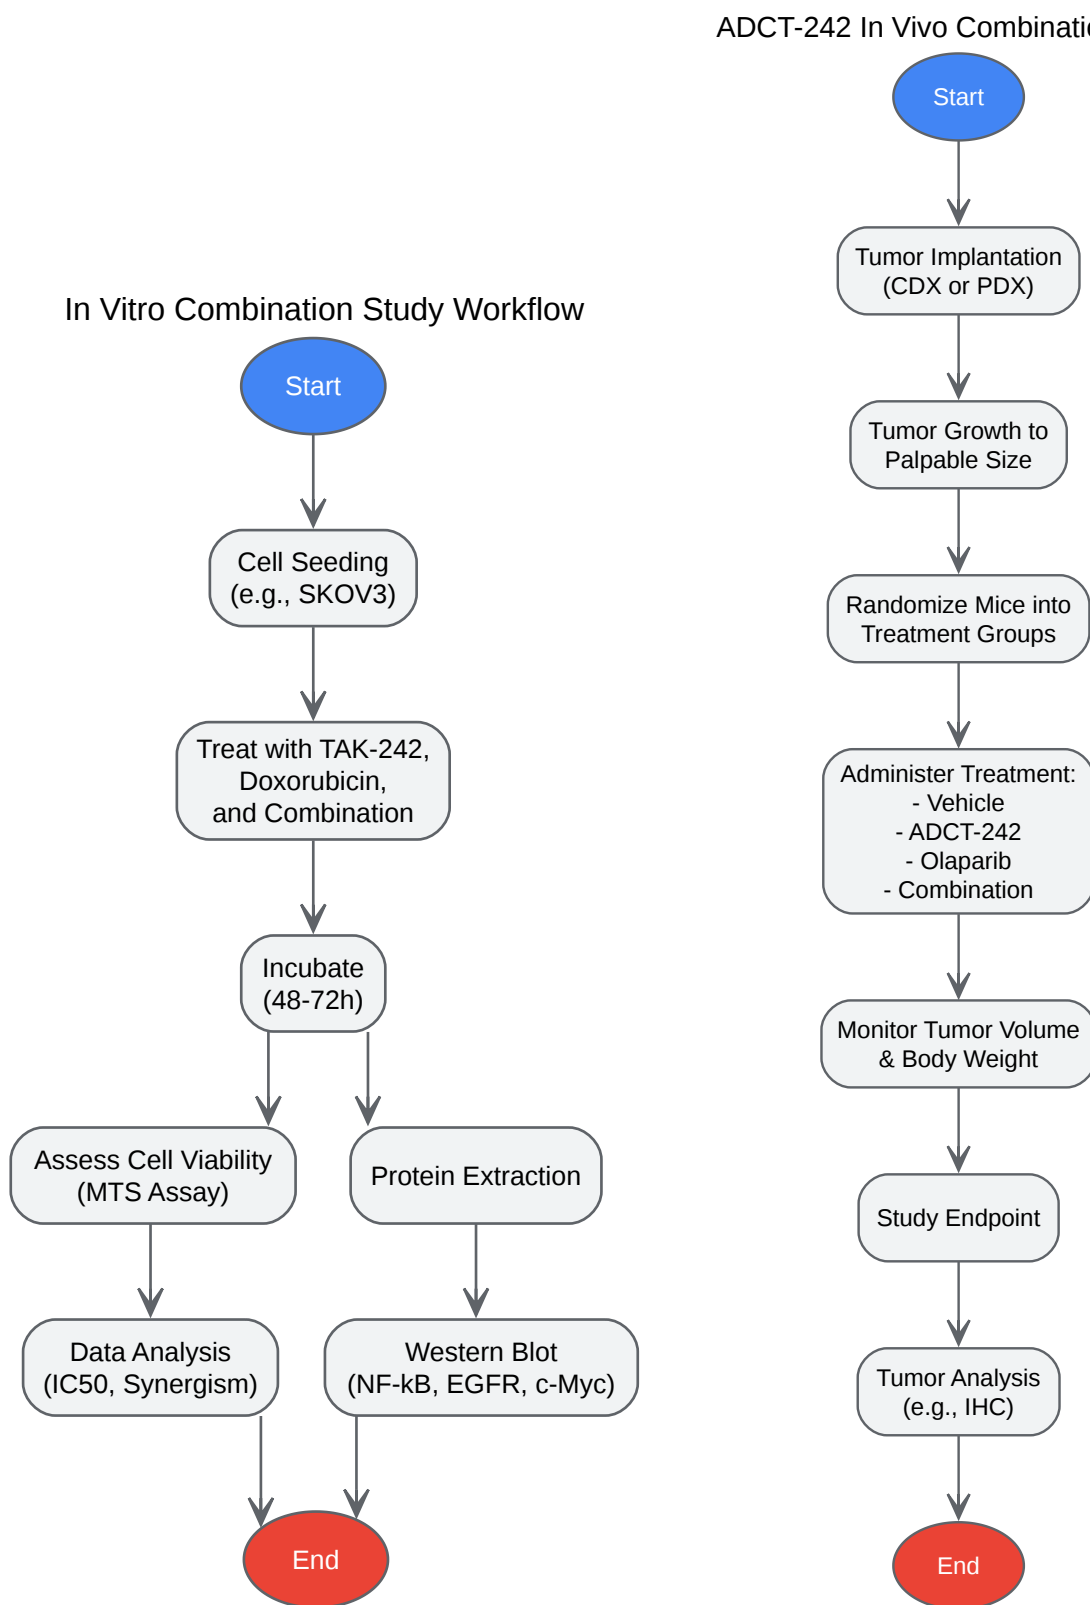 In Vitro Combination Study Workflow
Start
Cell Seeding
(e.g., SKOV3)
Treat with TAK-242,
Doxorubicin,
and Combination
Incubate
(48-72h)
Assess Cell Viability
(MTS Assay)
Protein Extraction
Data Analysis
(IC50, Synergism)
Western Blot
(NF-kB, EGFR, c-Myc)
End
ADCT-242 In Vivo
Start
Tumor Implantation
(CDX or PDX)
Tumor Growth to
Palpable Size
Randomize Mice into
Treatment Groups
Administer Treatment:
- Vehicle
- ADCT-242
- Olaparib
- Combination
Monitor Tumor Volume
& Body Weight
Study Endpoint
Tumor Analysis
(e.g., IHC)
End